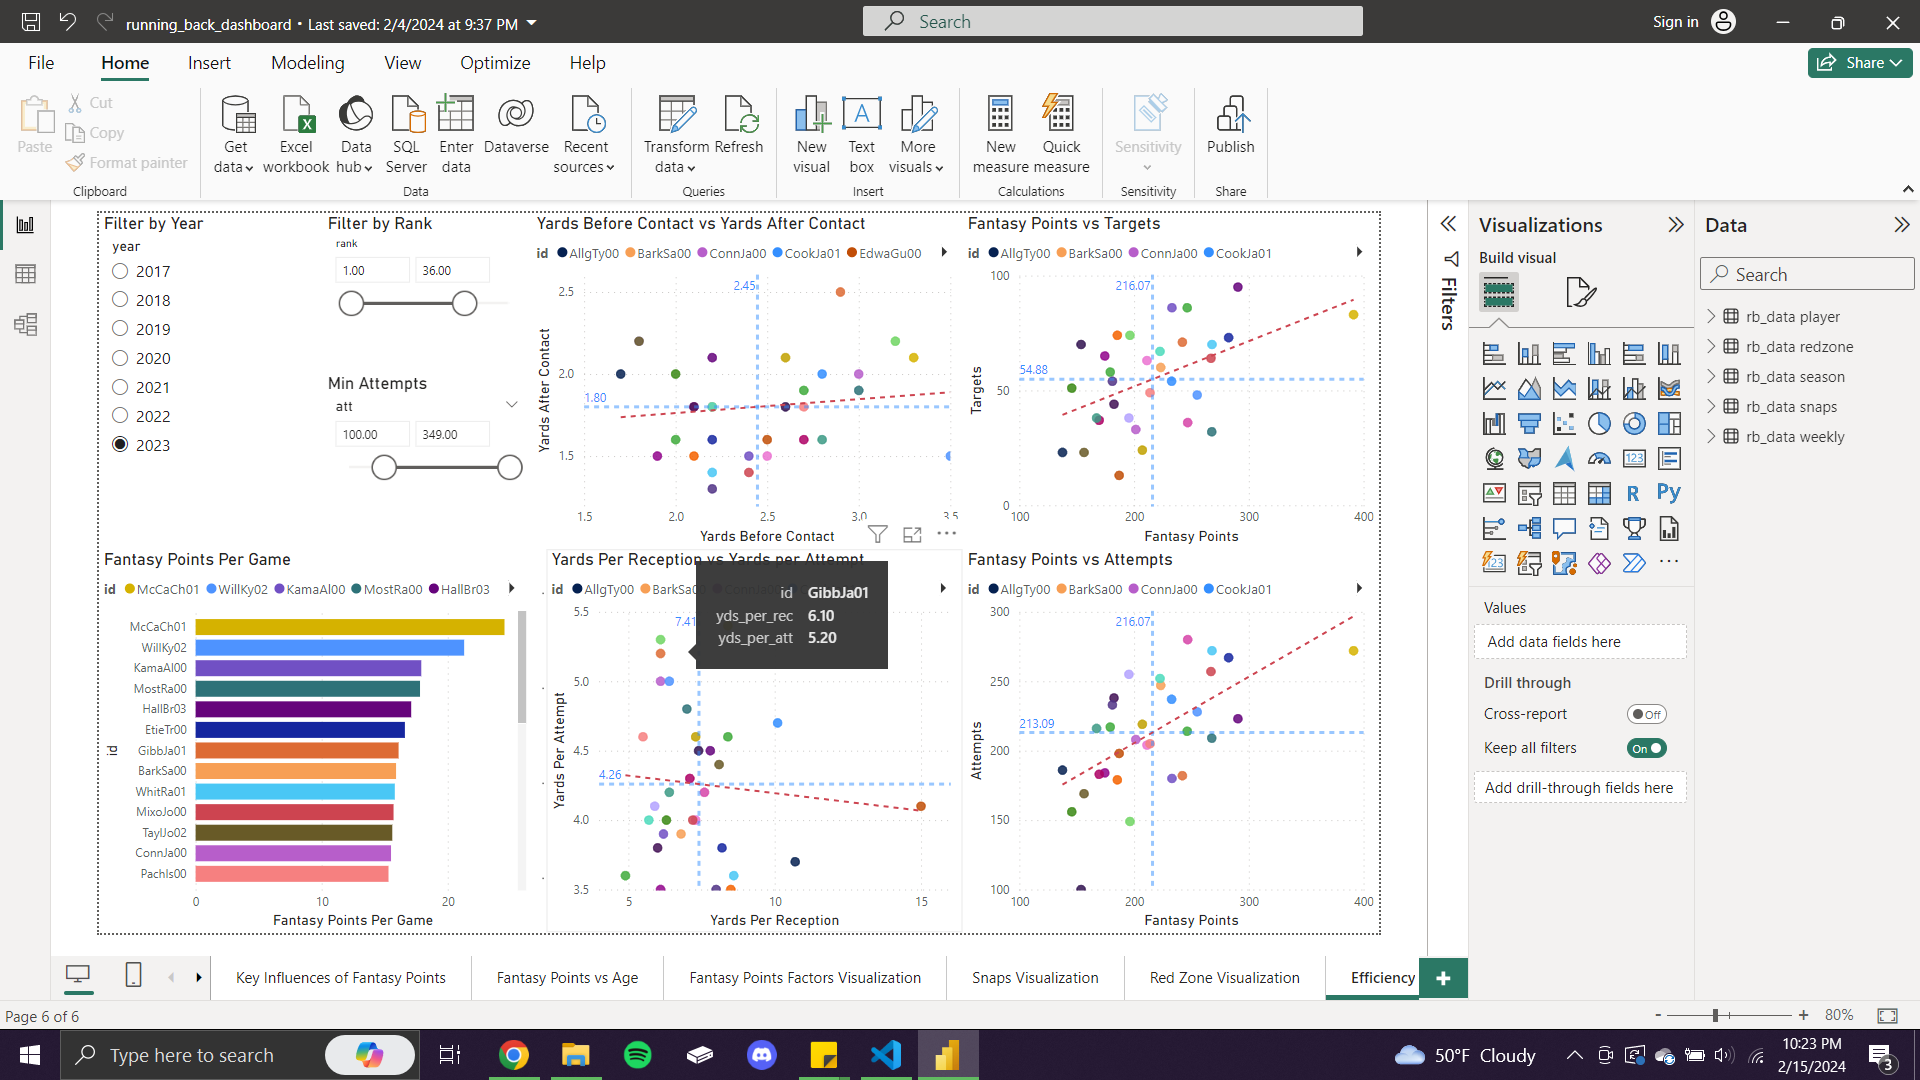 running_back_dashboard • Last saved: 2/4/2024 at 9:37 PM
Search
Sign in
File Home Insert Modeling View Optimize Help
Share
Paste
Cut
Copy
Format painter
Get data
Excel workbook
Data hub
SQL Server
Enter data
Dataverse
Recent sources
Transform data
Refresh
New visual
Text box
More visuals
New measure
Quick measure
Sensitivity
Publish
Clipboard Data Queries Insert Calculations Sensitivity Share
Filter by Year
year
2017
2018
2019
2020
2021
2022
2023
Filter by Rank
rank
1.00 36.00
Min Attempts
att
100.00 349.00
Yards Before Contact vs Yards After Contact
id AllgTy00 BarkSa00 ConnJa00 CookJa01 EdwaGu00
Yards After Contact
2.5
2.0
1.5
2.45
1.80
1.5 2.0 2.5 3.0 3.5
Yards Before Contact
Fantasy Points vs Targets
id AllgTy00 BarkSa00 ConnJa00 CookJa01
Targets
100
50
0
216.07
54.88
100 200 300 400
Fantasy Points
Fantasy Points Per Game
id McCaCh01 WillKy02 KamaAl00 MostRa00 HallBr03
id
McCaCh01
WillKy02
KamaAl00
MostRa00
HallBr03
EtieTr00
GibbJa01
BarkSa00
WhitRa01
MixoJo00
TaylJo02
ConnJa00
PachIs00
0 10 20
Fantasy Points Per Game
Yards Per Reception vs Yards per Attempt
id AllgTy00 BarkSa00
id GibbJa01
yds_per_rec 6.10
yds_per_att 5.20
Yards Per Attempt
5.5
5.0
4.5
4.0
3.5
7.41
4.26
5 10 15
Yards Per Reception
Fantasy Points vs Attempts
id AllgTy00 BarkSa00 ConnJa00 CookJa01
Attempts
300
250
200
150
100
216.07
213.09
100 200 300 400
Fantasy Points
Filters
Visualizations
Build visual
123
R
Py
123
Values
Add data fields here
Drill through
Cross-report Off
Keep all filters On
Add drill-through fields here
Data
Search
rb_data player
rb_data redzone
rb_data season
rb_data snaps
rb_data weekly
Key Influences of Fantasy Points
Fantasy Points vs Age
Fantasy Points Factors Visualization
Snaps Visualization
Red Zone Visualization
Efficiency
Page 6 of 6
- + 80%
Type here to search
50°F Cloudy
10:23 PM
2/15/2024
3